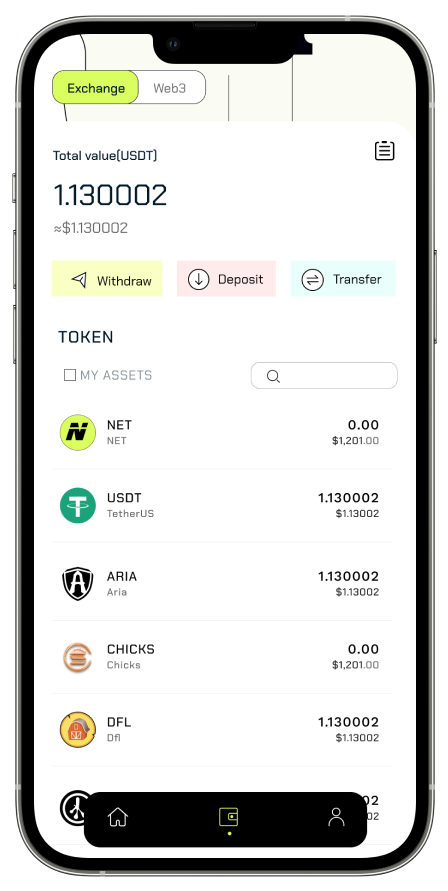 Exchange Web3
Total value(USDT)
1.130002
≈$1.130002
Withdraw Deposit Transfer
TOKEN
MY ASSETS
NET 0.00
NET $1,201.00
USDT 1.130002
TetherUS $1.13002
ARIA 1.130002
Aria $1.13002
CHICKS 0.00
Chicks $1,201.00
DFL 1.130002
Dfl $1.13002
02
02